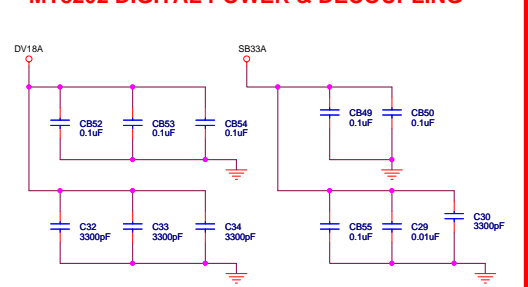 MT8202 DIGITAL POWER & DECOUPLING
DV18A
SB33A
CB52
0.1uF
CB53
0.1uF
CB54
0.1uF
CB49
0.1uF
CB50
0.1uF
C32
3300pF
C33
3300pF
C34
3300pF
CB55
0.1uF
C29
0.01uF
C30
3300pF